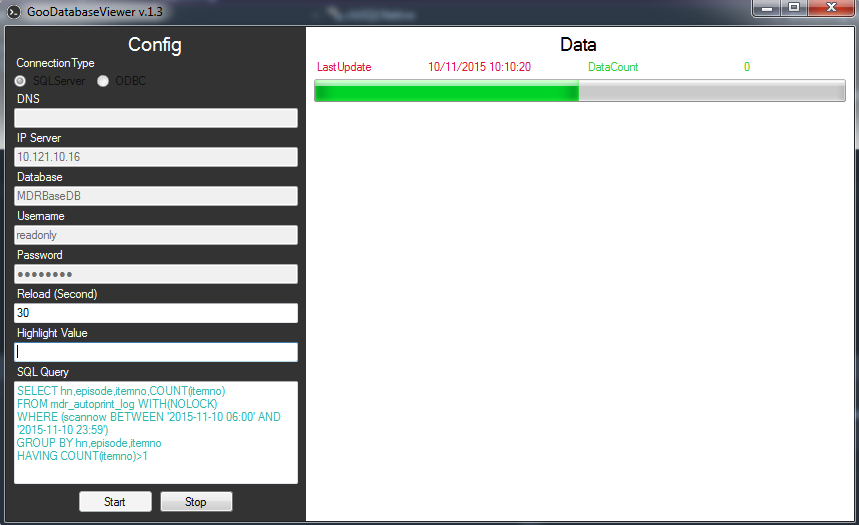 GooDatabaseViewer v.1.3
Config
ConnectionType
SQLServer ODBC
DNS
IP Server
10.121.10.16
Database
MDRBaseDB
Username
readonly
Password
●●●●●●●●
Reload (Second)
30
Highlight Value
SQL Query
SELECT hn,episode,itemno,COUNT(itemno)
FROM mdr_autoprint_log WITH(NOLOCK)
WHERE (scannow BETWEEN '2015-11-10 06:00' AND
'2015-11-10 23:59')
GROUP BY hn,episode,itemno
HAVING COUNT(itemno)>1
Start Stop
Data
LastUpdate 10/11/2015 10:10:20 DataCount 0